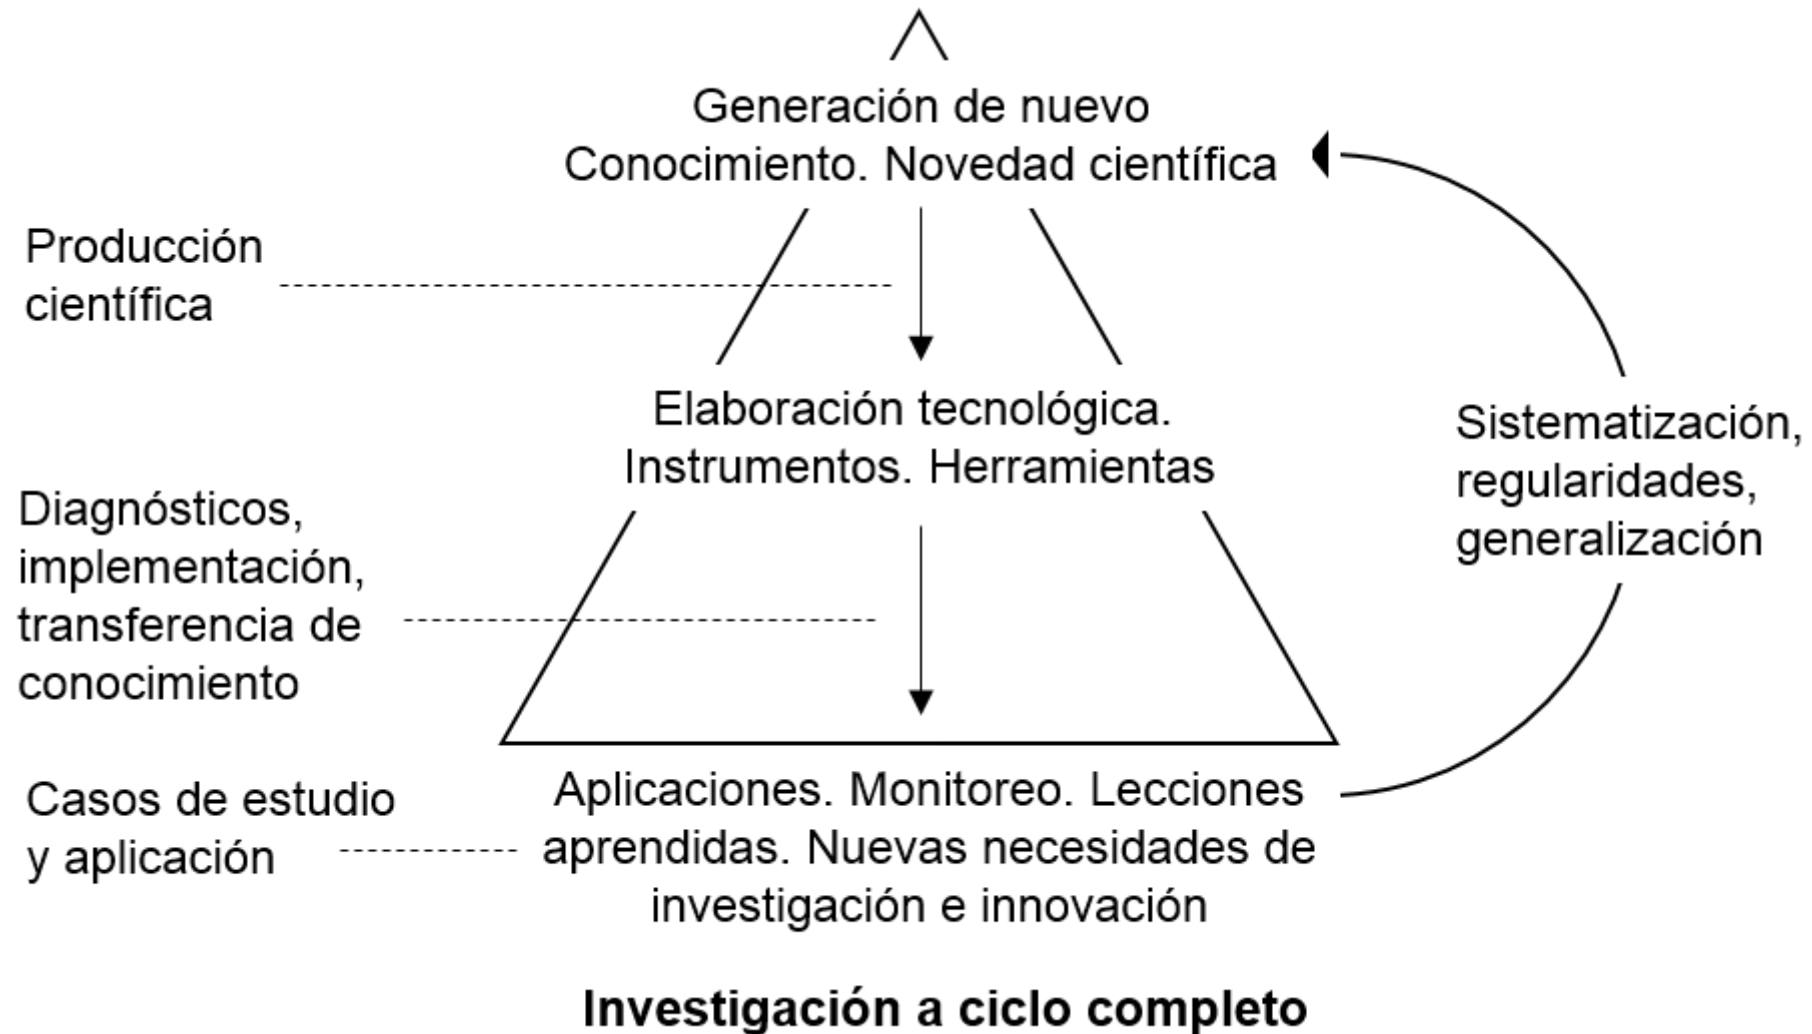 Generación de nuevo
Conocimiento. Novedad científica
Producción
científica
Elaboración tecnológica.
Instrumentos. Herramientas
Sistematización,
regularidades,
generalización
Diagnósticos,
implementación,
transferencia de
conocimiento
Casos de estudio
y aplicación
Aplicaciones. Monitoreo. Lecciones
aprendidas. Nuevas necesidades de
investigación e innovación
Investigación a ciclo completo